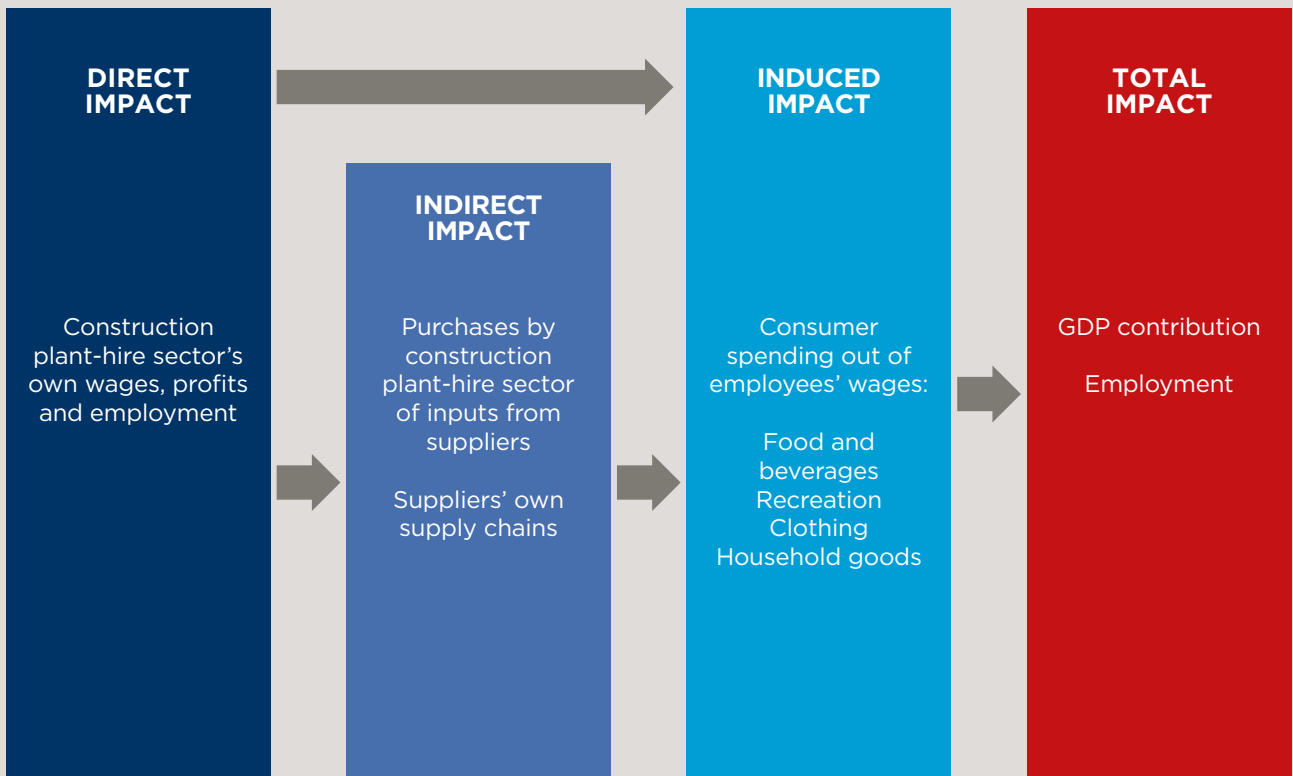 DIRECT
IMPACT
Construction
plant-hire sector’s
own wages, profits
and employment
INDIRECT
IMPACT
Purchases by
construction
plant-hire sector
of inputs from
suppliers
Suppliers’ own
supply chains
INDUCED
IMPACT
Consumer
spending out of
employees’ wages:
Food and
beverages
Recreation
Clothing
Household goods
TOTAL
IMPACT
GDP contribution
Employment